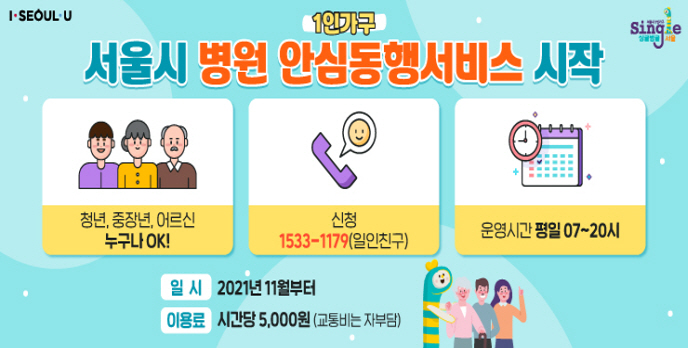 I·SEOUL·U
1인가구
Single
서울시 병원 안심동행서비스 시작
청년, 중장년, 어르신
누구나 OK!
신청
1533-1179(일인친구)
운영시간 평일 07~20시
일 시 2021년 11월부터
이용료 시간당 5,000원 (교통비는 자부담)